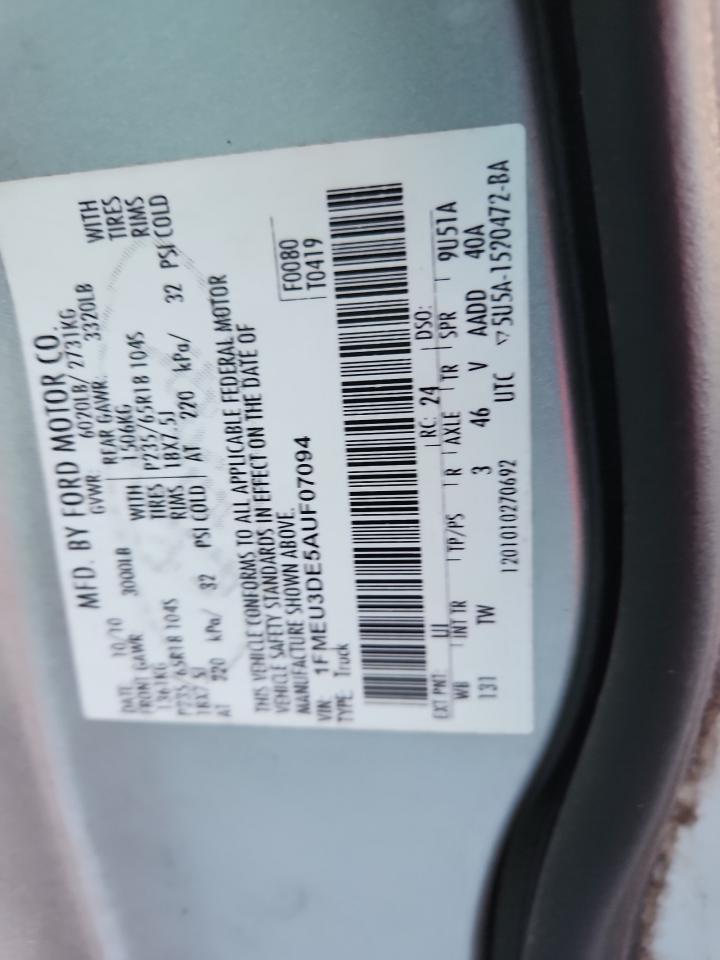 MFD. BY FORD MOTOR CO.
DATE: 10/10 GVWR: 6020LB/ 2731KG
FRONT GAWR: 3000LB REAR GAWR: 3320LB
1361KG WITH 1506KG WITH
P235/65R18 104S TIRES P235/65R18 104S TIRES
18X7.5J RIMS 18X7.5J RIMS
AT 220 kPa/ 32 PSI COLD AT 220 kPa/ 32 PSI COLD
THIS VEHICLE CONFORMS TO ALL APPLICABLE FEDERAL MOTOR
VEHICLE SAFETY STANDARDS IN EFFECT ON THE DATE OF
MANUFACTURE SHOWN ABOVE.
VIN: 1FMEU3DE5AUF07094 F0080
TYPE: Truck T0419
EXT PNT: UI RC: 24 DSO:
WB INT TR TP/PS R AXLE TR SPR 9U51A
131 TW 3 46 V AADD 40A
1201010270692 UTC ▽5U5A-1520472-BA